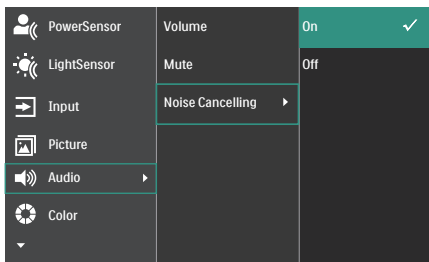 PowerSensor
LightSensor
Input
Picture
Audio
Color
Volume
Mute
Noise Cancelling
On
Off